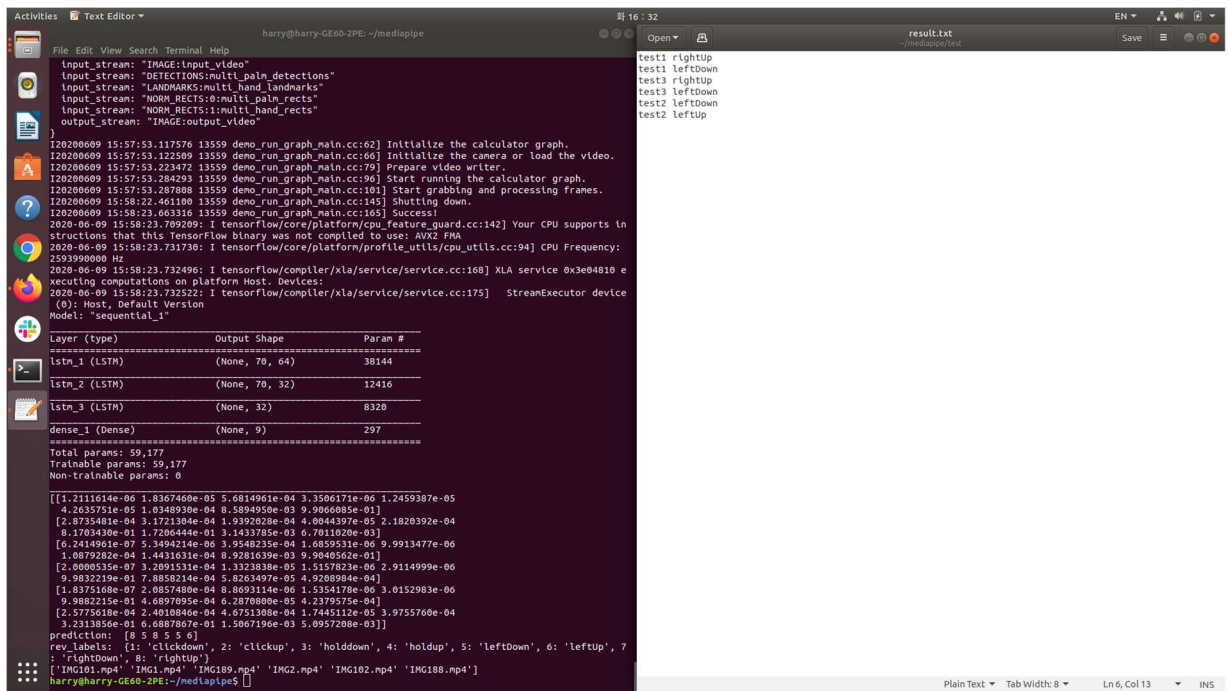 Activities
Text Editor
화 16 : 32
EN
harry@harry-GE60-2PE: ~/mediapipe
File Edit View Search Terminal Help
input_stream: "IMAGE:input_video"
input_stream: "DETECTIONS:multi_palm_detections"
input_stream: "LANDMARKS:multi_hand_landmarks"
input_stream: "NORM_RECTS:0:multi_palm_rects"
input_stream: "NORM_RECTS:1:multi_hand_rects"
output_stream: "IMAGE:output_video"
}
I20200609 15:57:53.117576 13559 demo_run_graph_main.cc:62] Initialize the calculator graph.
I20200609 15:57:53.122509 13559 demo_run_graph_main.cc:66] Initialize the camera or load the video.
I20200609 15:57:53.223472 13559 demo_run_graph_main.cc:79] Prepare video writer.
I20200609 15:57:53.284293 13559 demo_run_graph_main.cc:96] Start running the calculator graph.
I20200609 15:57:53.287808 13559 demo_run_graph_main.cc:101] Start grabbing and processing frames.
I20200609 15:58:22.461100 13559 demo_run_graph_main.cc:145] Shutting down.
I20200609 15:58:23.663316 13559 demo_run_graph_main.cc:165] Success!
2020-06-09 15:58:23.709209: I tensorflow/core/platform/cpu_feature_guard.cc:142] Your CPU supports in
structions that this TensorFlow binary was not compiled to use: AVX2 FMA
2020-06-09 15:58:23.731730: I tensorflow/core/platform/profile_utils/cpu_utils.cc:94] CPU Frequency:
2593990000 Hz
2020-06-09 15:58:23.732496: I tensorflow/compiler/xla/service/service.cc:168] XLA service 0x3e04810 e
xecuting computations on platform Host. Devices:
2020-06-09 15:58:23.732522: I tensorflow/compiler/xla/service/service.cc:175] StreamExecutor device
(0): Host, Default Version
Model: "sequential_1"
Layer (type) Output Shape Param #
lstm_1 (LSTM) (None, 70, 64) 38144
lstm_2 (LSTM) (None, 70, 32) 12416
lstm_3 (LSTM) (None, 32) 8320
dense_1 (Dense) (None, 9) 297
Total params: 59,177
Trainable params: 59,177
Non-trainable params: 0
[[1.2111614e-06 1.8367460e-05 5.6814961e-04 3.3506171e-06 1.2459387e-05
4.2635751e-05 1.0348930e-04 8.5894950e-03 9.9066085e-01]
[2.8735481e-04 3.1721304e-04 1.9392028e-04 4.0044397e-05 2.1820392e-04
8.1703430e-01 1.7206444e-01 3.1433785e-03 6.7011020e-03]
[6.2414961e-07 5.3494214e-06 3.9548235e-04 1.6859531e-06 9.9913477e-06
1.0879282e-04 1.4431631e-04 8.9281639e-03 9.9040562e-01]
[2.0000535e-07 3.2091531e-04 1.3323838e-05 1.5157823e-06 2.9114999e-06
9.9832219e-01 7.8858214e-04 5.8263497e-05 4.9208984e-04]
[1.8375168e-07 2.0857480e-04 8.8693114e-06 1.5354178e-06 3.0152983e-06
9.9882215e-01 4.6897095e-04 6.2870800e-05 4.2379575e-04]
[2.5775618e-04 2.4010846e-04 4.6751308e-04 1.7445112e-05 3.9755760e-04
3.2313856e-01 6.6887867e-01 1.5067196e-03 5.0957208e-03]]
prediction: [8 5 8 5 5 6]
rev_labels: {1: 'clickdown', 2: 'clickup', 3: 'holddown', 4: 'holdup', 5: 'leftDown', 6: 'leftUp', 7
: 'rightDown', 8: 'rightUp'}
['IMG101.mp4' 'IMG1.mp4' 'IMG189.mp4' 'IMG2.mp4' 'IMG102.mp4' 'IMG188.mp4']
harry@harry-GE60-2PE:~/mediapipe$
Open
result.txt
~/mediapipe/test
Save
test1 rightUp
test1 leftDown
test3 rightUp
test3 leftDown
test2 leftDown
test2 leftUp
Plain Text
Tab Width: 8
Ln 6, Col 13
INS